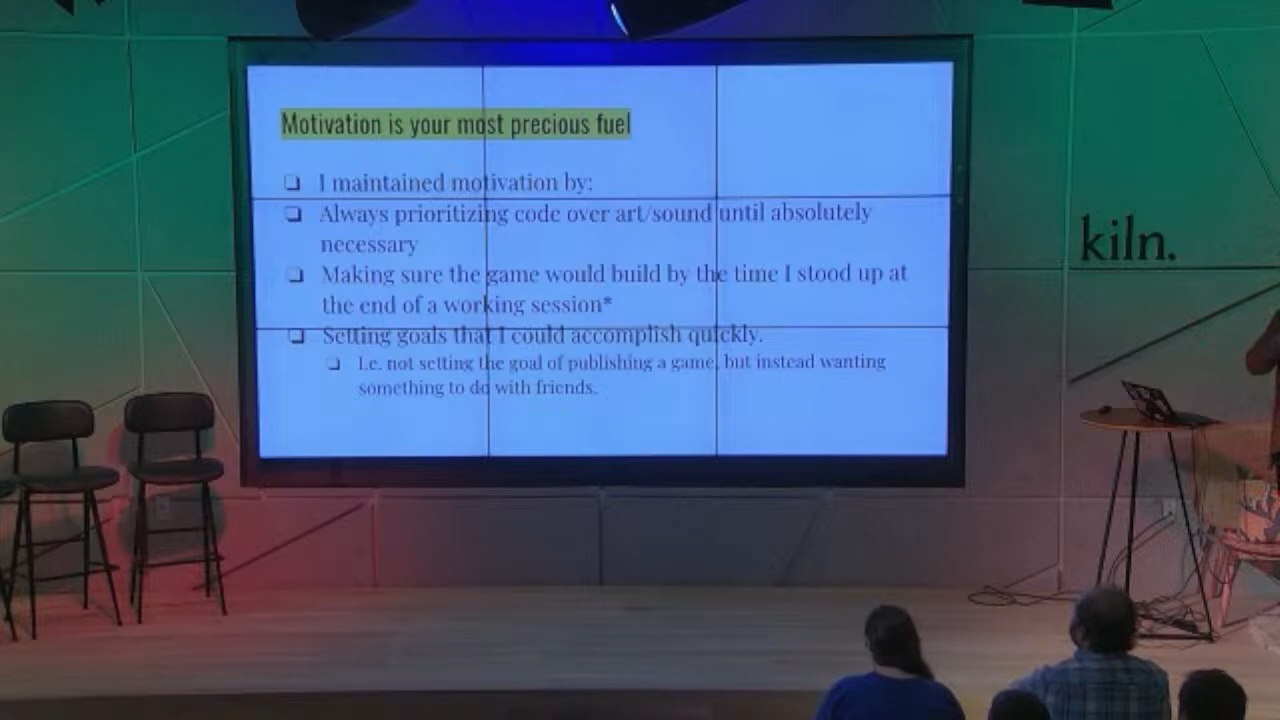 Motivation is your most precious fuel
❏ I maintained motivation by:
❏ Always prioritizing code over art/sound until absolutely
necessary
❏ Making sure the game would build by the time I stood up at
the end of a working session*
❏ Setting goals that I could accomplish quickly.
❏ I.e. not setting the goal of publishing a game, but instead wanting
something to do with friends.
kiln.